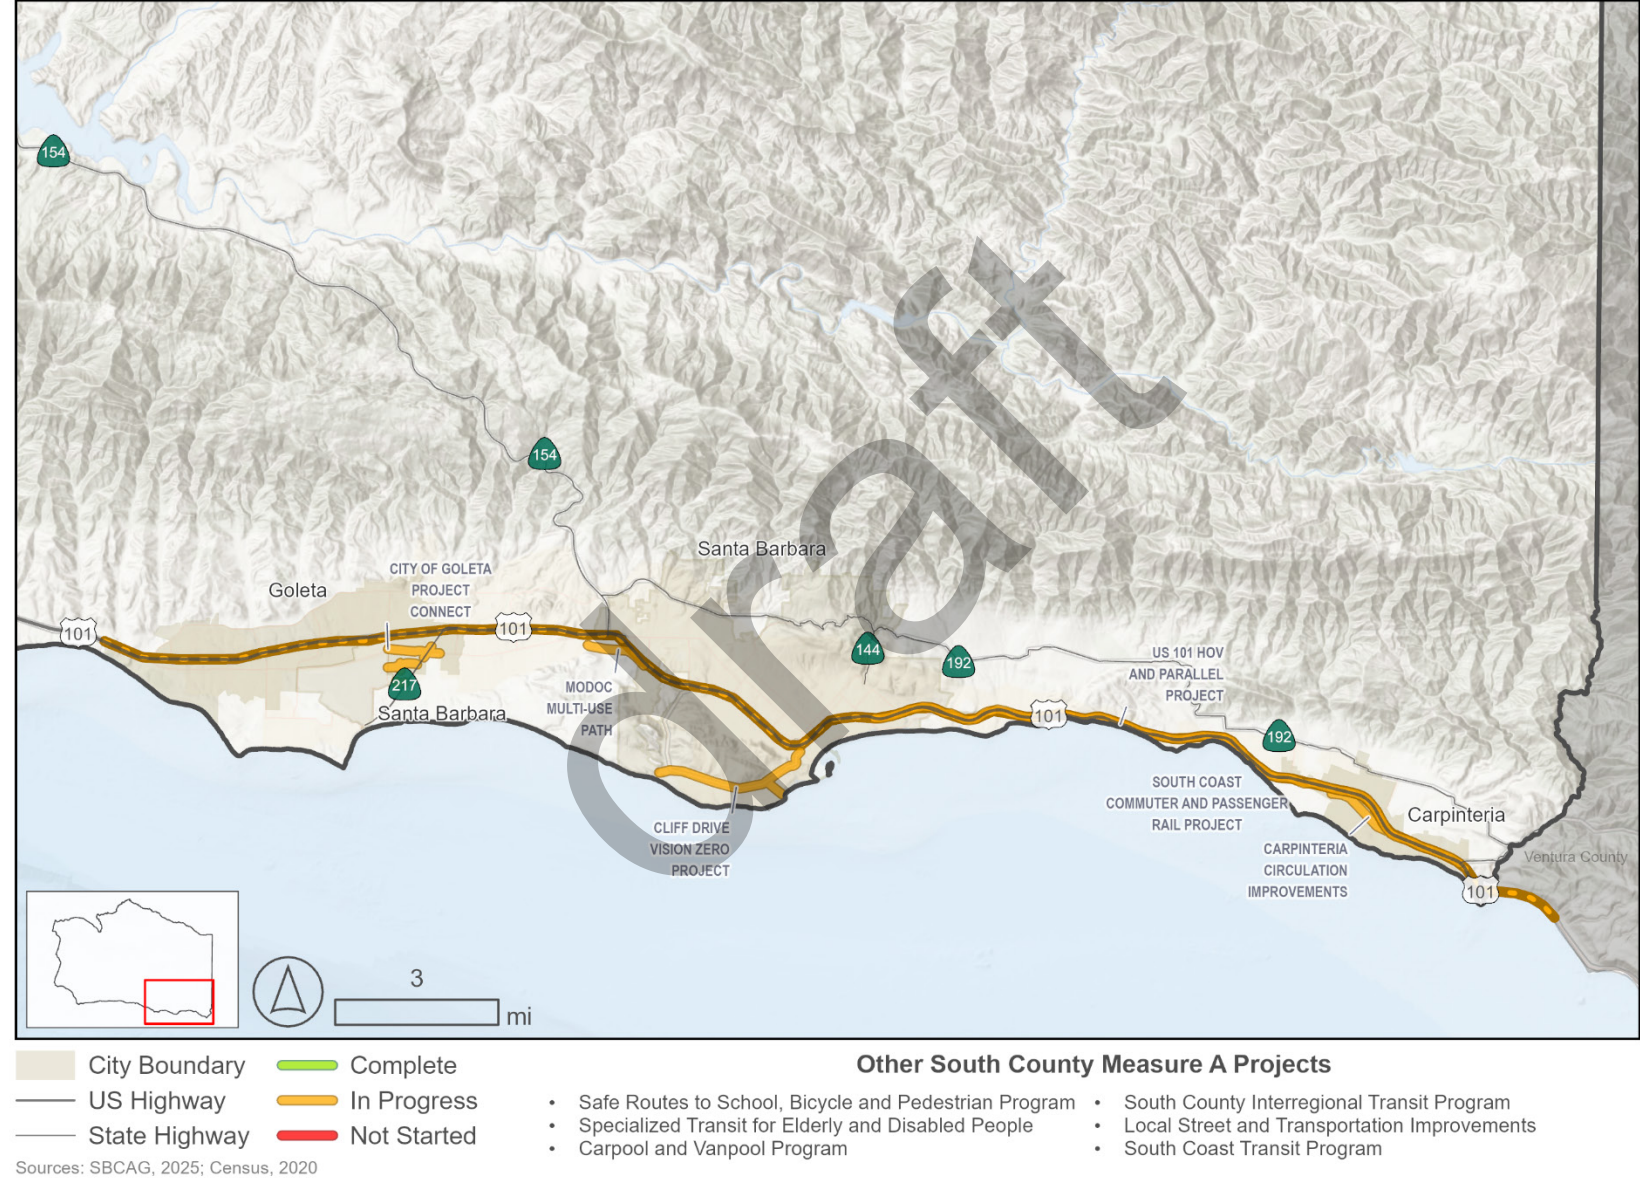 154
154
Santa Barbara
CITY OF GOLETA
PROJECT
CONNECT
Goleta
101
101
144
192
US 101 HOV
AND PARALLEL
PROJECT
217
Santa Barbara
MODOC
MULTI-USE
PATH
101
192
SOUTH COAST
COMMUTER AND PASSENGER
RAIL PROJECT
Carpinteria
CLIFF DRIVE
VISION ZERO
PROJECT
CARPINTERIA
CIRCULATION
IMPROVEMENTS
Ventura County
101
draft
3
mi
City Boundary
US Highway
State Highway
Complete
In Progress
Not Started
Other South County Measure A Projects
• Safe Routes to School, Bicycle and Pedestrian Program
• Specialized Transit for Elderly and Disabled People
• Carpool and Vanpool Program
• South County Interregional Transit Program
• Local Street and Transportation Improvements
• South Coast Transit Program
Sources: SBCAG, 2025; Census, 2020